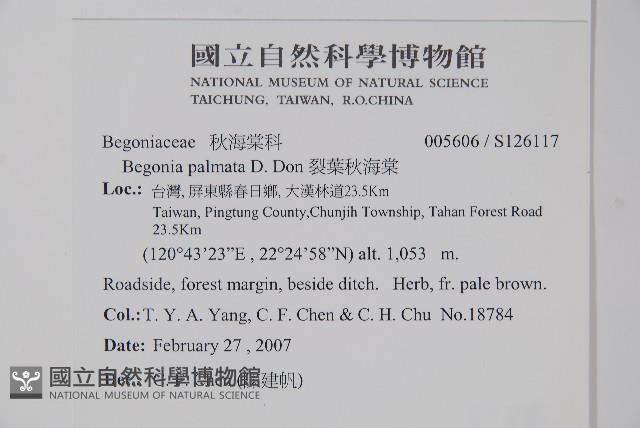 國立自然科學博物館
NATIONAL MUSEUM OF NATURAL SCIENCE
TAICHUNG, TAIWAN, R.O.CHINA
Begoniaceae 秋海棠科 005606 / S126117
Begonia palmata D. Don 裂葉秋海棠
Loc.: 台灣, 屏東縣春日鄉, 大漢林道23.5Km
Taiwan, Pingtung County,Chunjih Township, Tahan Forest Road
23.5Km
(120°43'23”E , 22°24'58”N) alt. 1,053 m.
Roadside, forest margin, beside ditch. Herb, fr. pale brown.
Col.:T. Y. A. Yang, C. F. Chen & C. H. Chu No.18784
Date: February 27 , 2007
建帆)
國立自然科學博物館
NATIONAL MUSEUM OF NATURAL SCIENCE